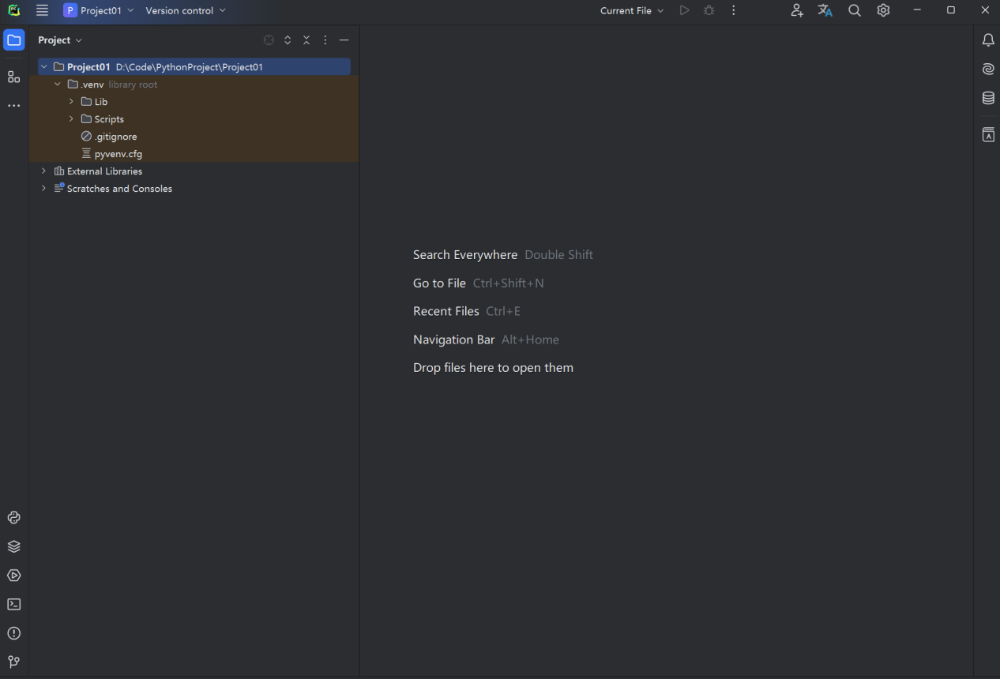 P Project01 Version control Current File
Project
Project01 D:\Code\PythonProject\Project01
.venv library root
Lib
Scripts
.gitignore
pyvenv.cfg
External Libraries
Scratches and Consoles
Search Everywhere Double Shift
Go to File Ctrl+Shift+N
Recent Files Ctrl+E
Navigation Bar Alt+Home
Drop files here to open them